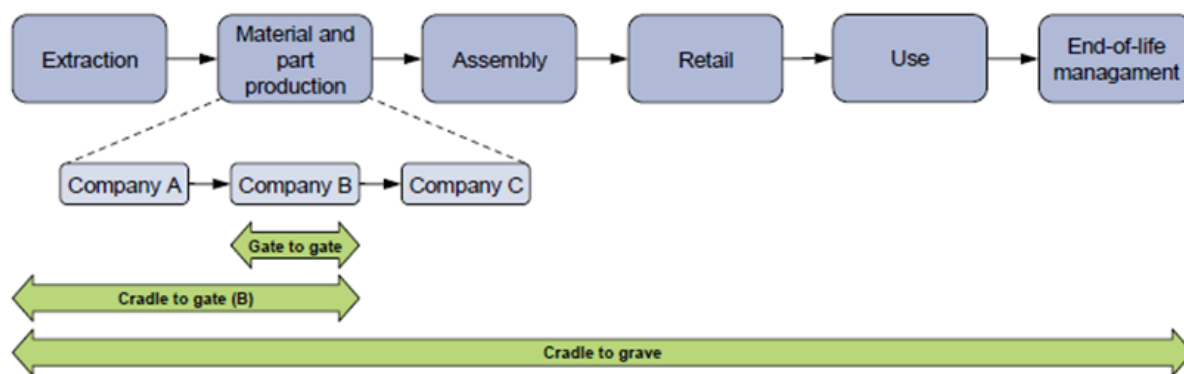 Extraction
Material and
part
production
Assembly
Retail
Use
End-of-life
managament
Company A
Company B
Company C
Gate to gate
Cradle to gate (B)
Cradle to grave